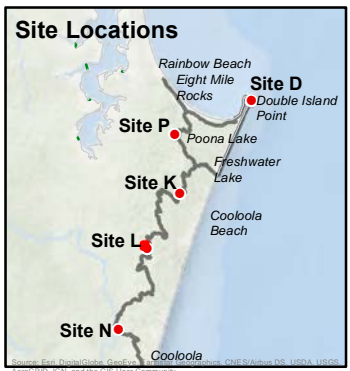 Site Locations
Rainbow Beach
Eight Mile
Rocks
Site D
Double Island
Point
Site P
Poona Lake
Freshwater
Lake
Site K
Cooloola
Beach
Site L
Site N
Cooloola
Source: Esri, DigitalGlobe, GeoEye, Earthstar Geographics, CNES/Airbus DS, USDA, USGS,
AeroGRID, IGN, and the GIS User Community